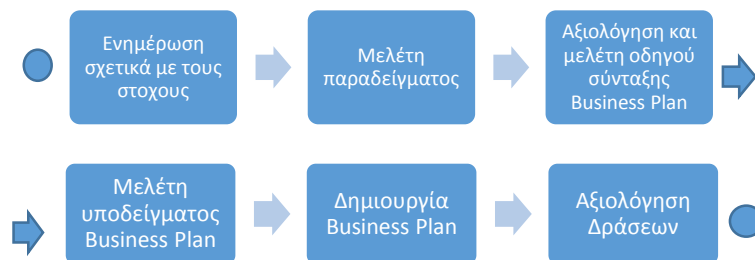 Ενημέρωση
σχετικά με τους
στοχους
Μελέτη
παραδείγματος
Αξιολόγηση και
μελέτη οδηγού
σύνταξης
Business Plan
Μελέτη
υποδείγματος
Business Plan
Δημιουργία
Business Plan
Αξιολόγηση
Δράσεων